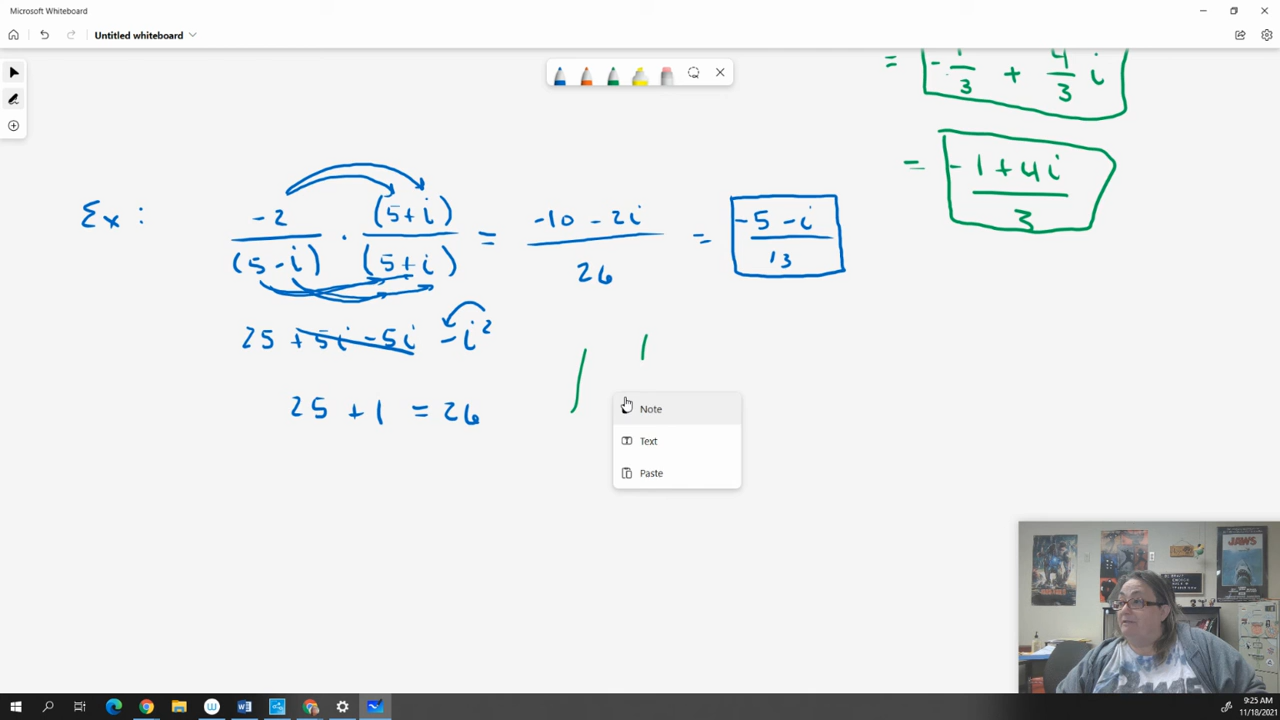 Microsoft Whiteboard
Untitled whiteboard
= -1/3 + 4/3 i
= -1+4i / 3
Ex: -2/(5-i) · (5+i)/(5+i) = -10-2i / 26 = -5-i / 13
25 +5i -5i -i²
25 + 1 = 26
Note
Text
Paste
JAWS
9:25 AM
11/18/2021